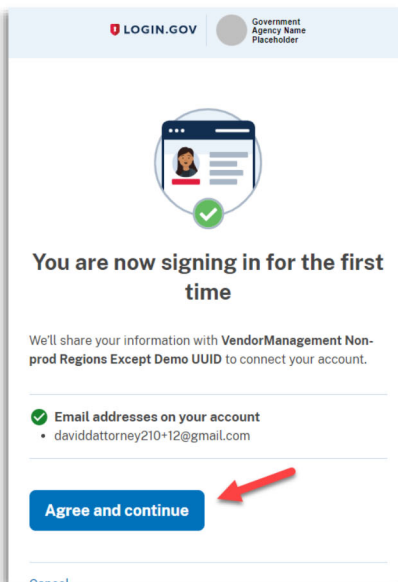 LOGIN.GOV
Government
Agency Name
Placeholder
You are now signing in for the first
time
We'll share your information with VendorManagement Non-
prod Regions Except Demo UUID to connect your account.
Email addresses on your account
• daviddattorney210+12@gmail.com
Agree and continue
Cancel